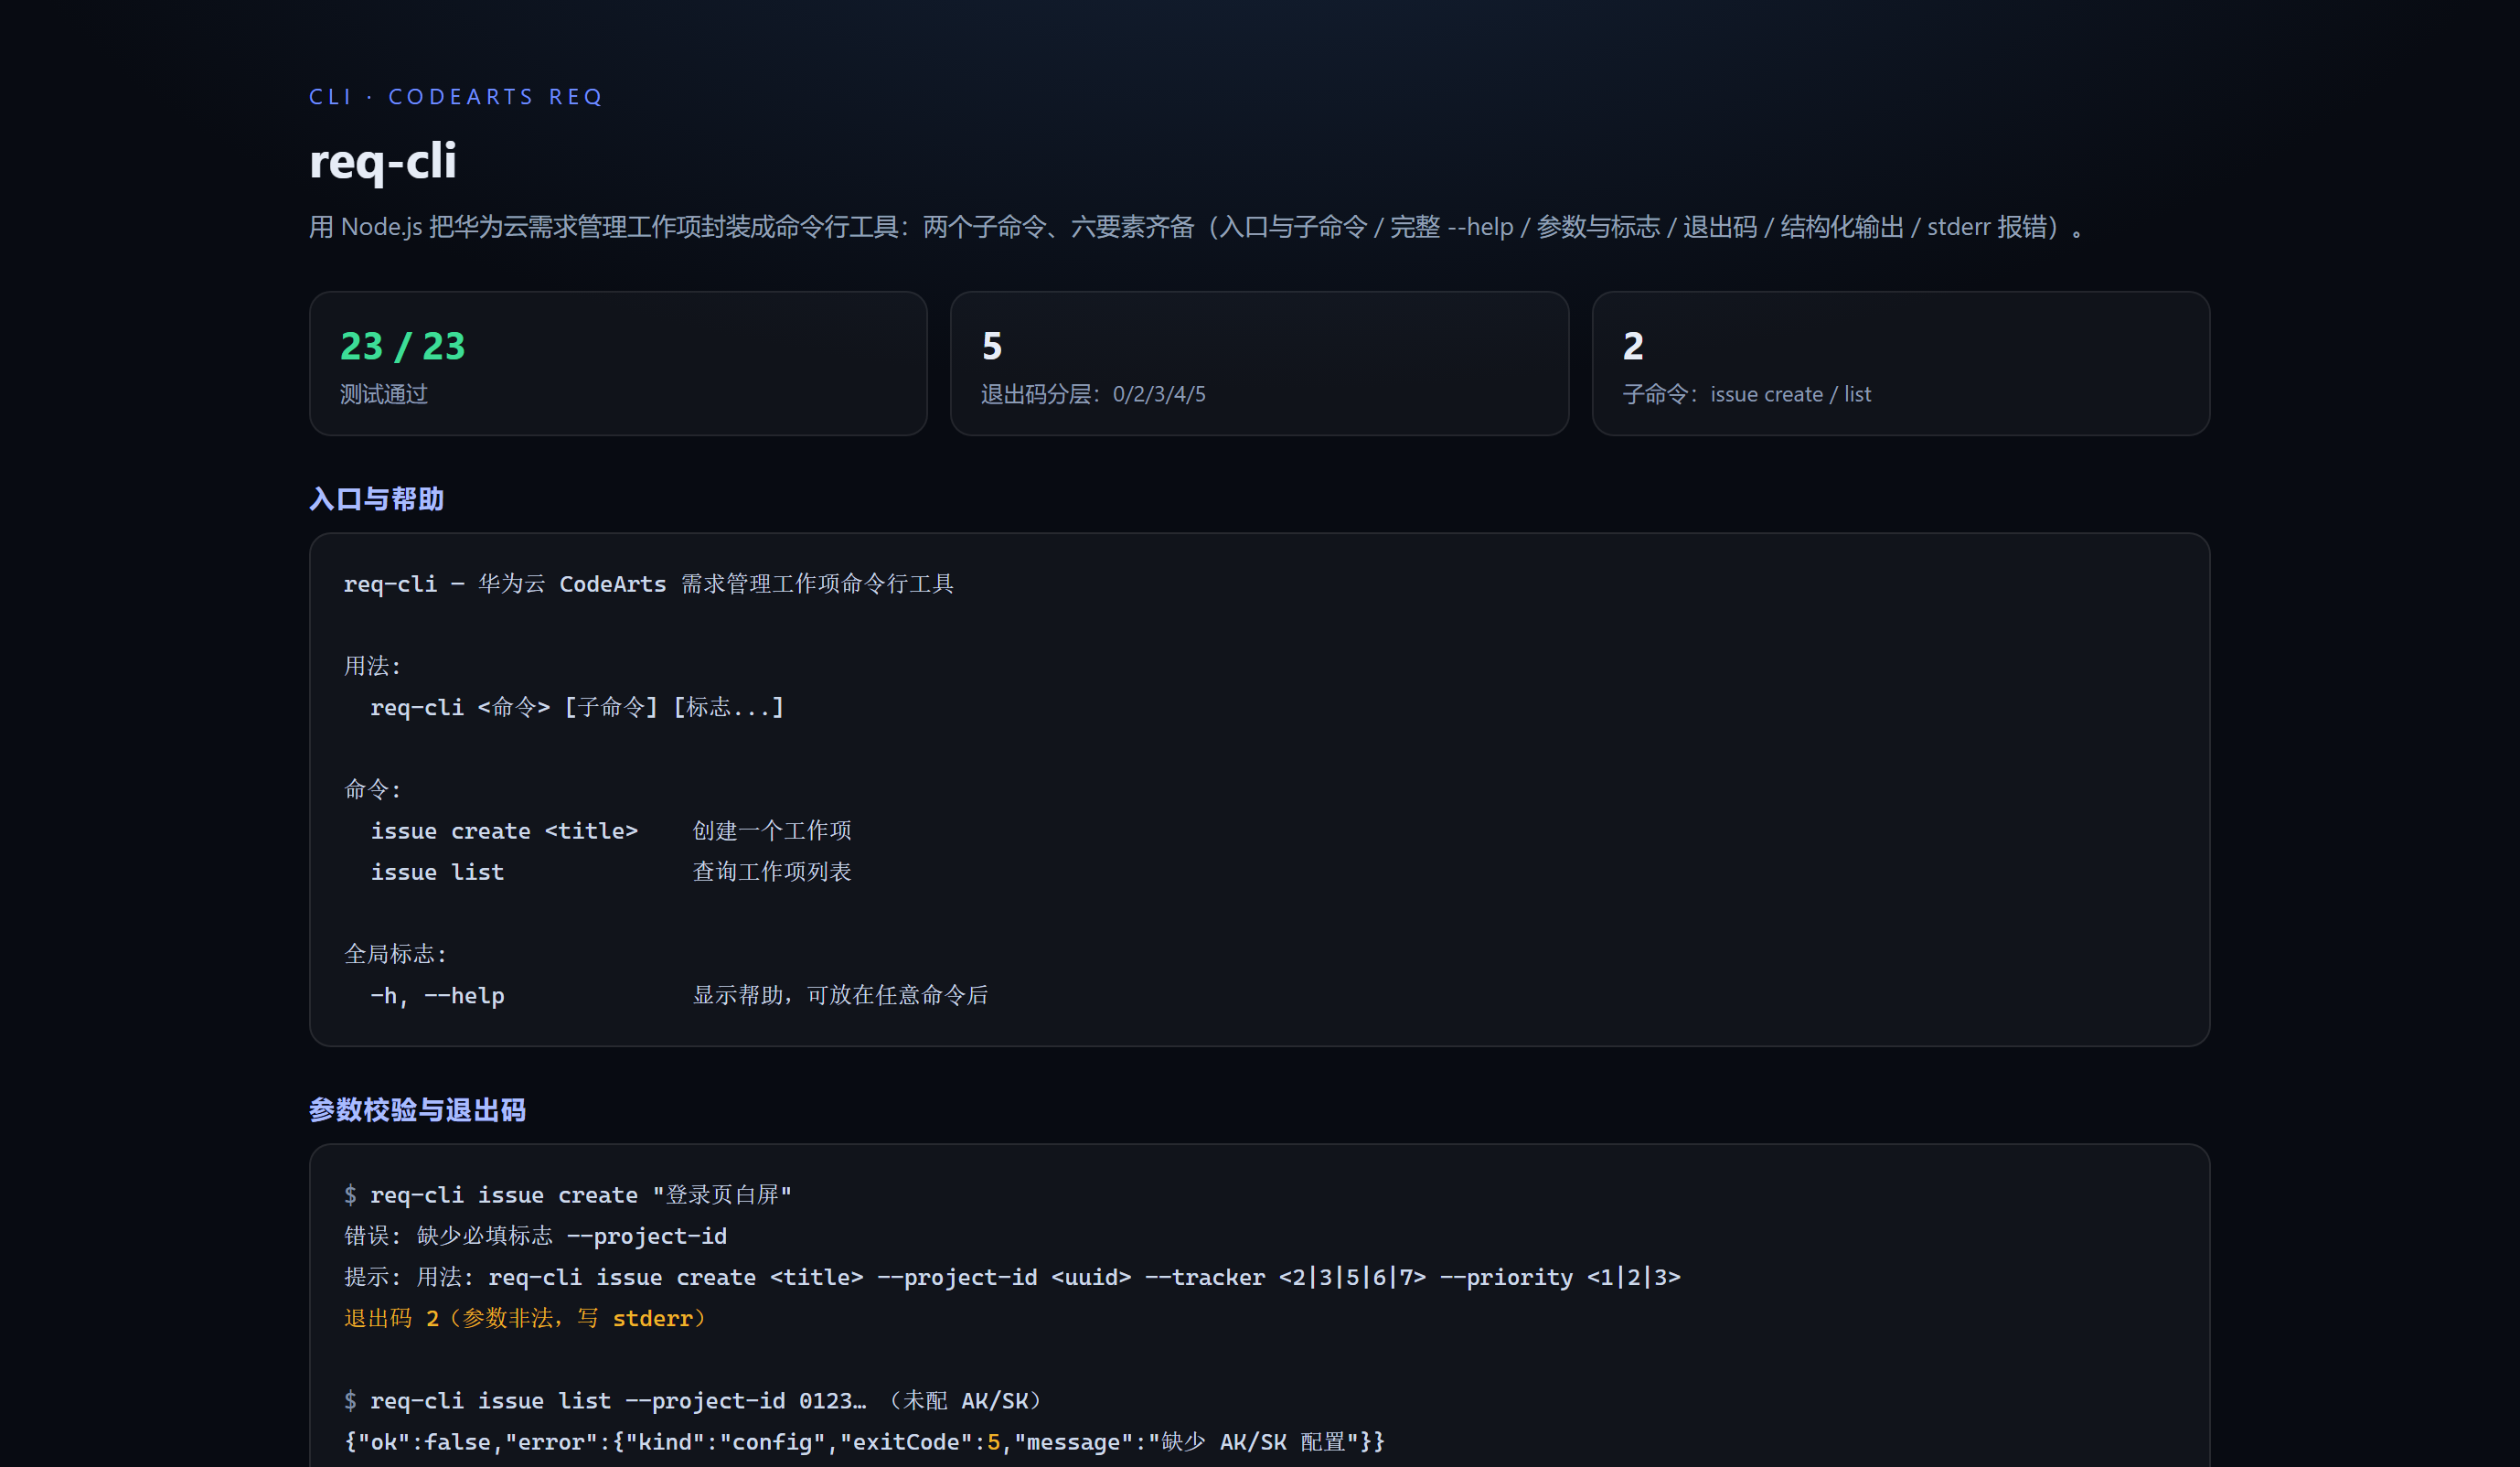 CLI · CODEARTS REQ
req-cli
用 Node.js 把华为云需求管理工作项封装成命令行工具：两个子命令、六要素齐备（入口与子命令 / 完整 --help / 参数与标志 / 退出码 / 结构化输出 / stderr 报错）。
23 / 23
测试通过
5
退出码分层：0/2/3/4/5
2
子命令：issue create / list
入口与帮助
req-cli — 华为云 CodeArts 需求管理工作项命令行工具
用法:
req-cli <命令> [子命令] [标志...]
命令:
issue create <title> 创建一个工作项
issue list 查询工作项列表
全局标志:
-h, --help 显示帮助，可放在任意命令后
参数校验与退出码
$ req-cli issue create "登录页白屏"
错误: 缺少必填标志 --project-id
提示: 用法: req-cli issue create <title> --project-id <uuid> --tracker <2|3|5|6|7> --priority <1|2|3>
退出码 2（参数非法，写 stderr）
$ req-cli issue list --project-id 0123… （未配 AK/SK）
{"ok":false,"error":{"kind":"config","exitCode":5,"message":"缺少 AK/SK 配置"}}